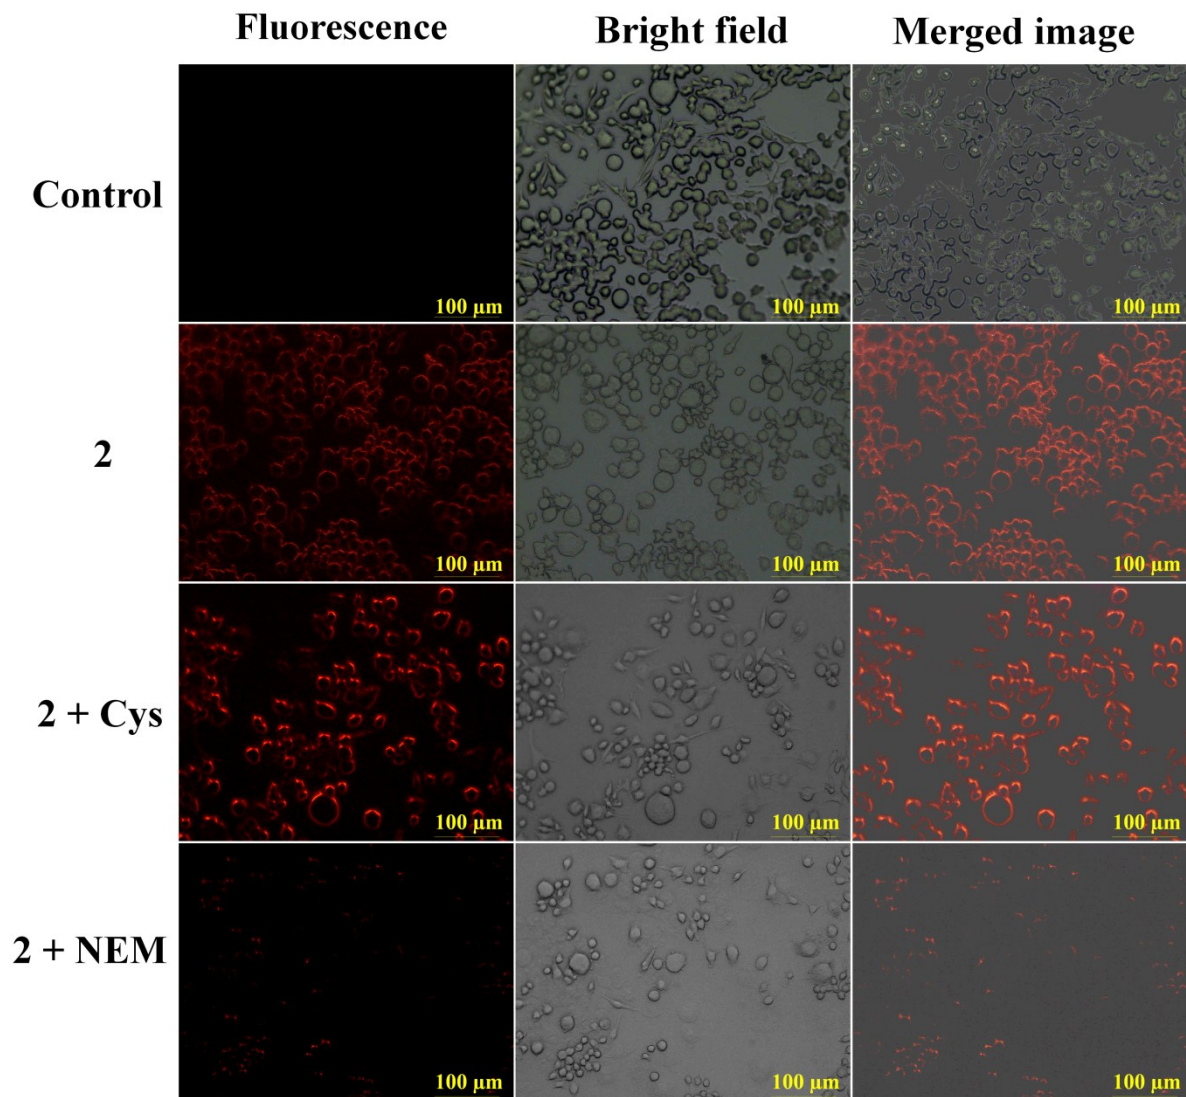 Fluorescence Bright field Merged image
Control 100 µm 100 µm 100 µm
2 100 µm 100 µm 100 µm
2 + Cys 100 µm 100 µm 100 µm
2 + NEM 100 µm 100 µm 100 µm